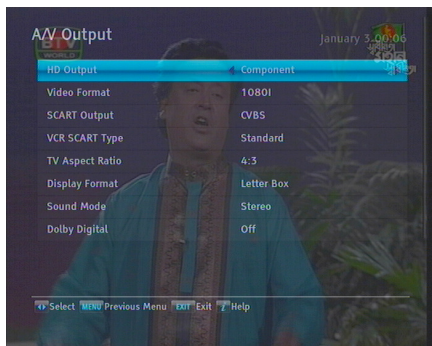 A/V Output
January 3 00:06
BTV
WORLD
HD Output Component
Video Format 1080I
SCART Output CVBS
VCR SCART Type Standard
TV Aspect Ratio 4:3
Display Format Letter Box
Sound Mode Stereo
Dolby Digital Off
Select MENU Previous Menu EXIT Exit i Help